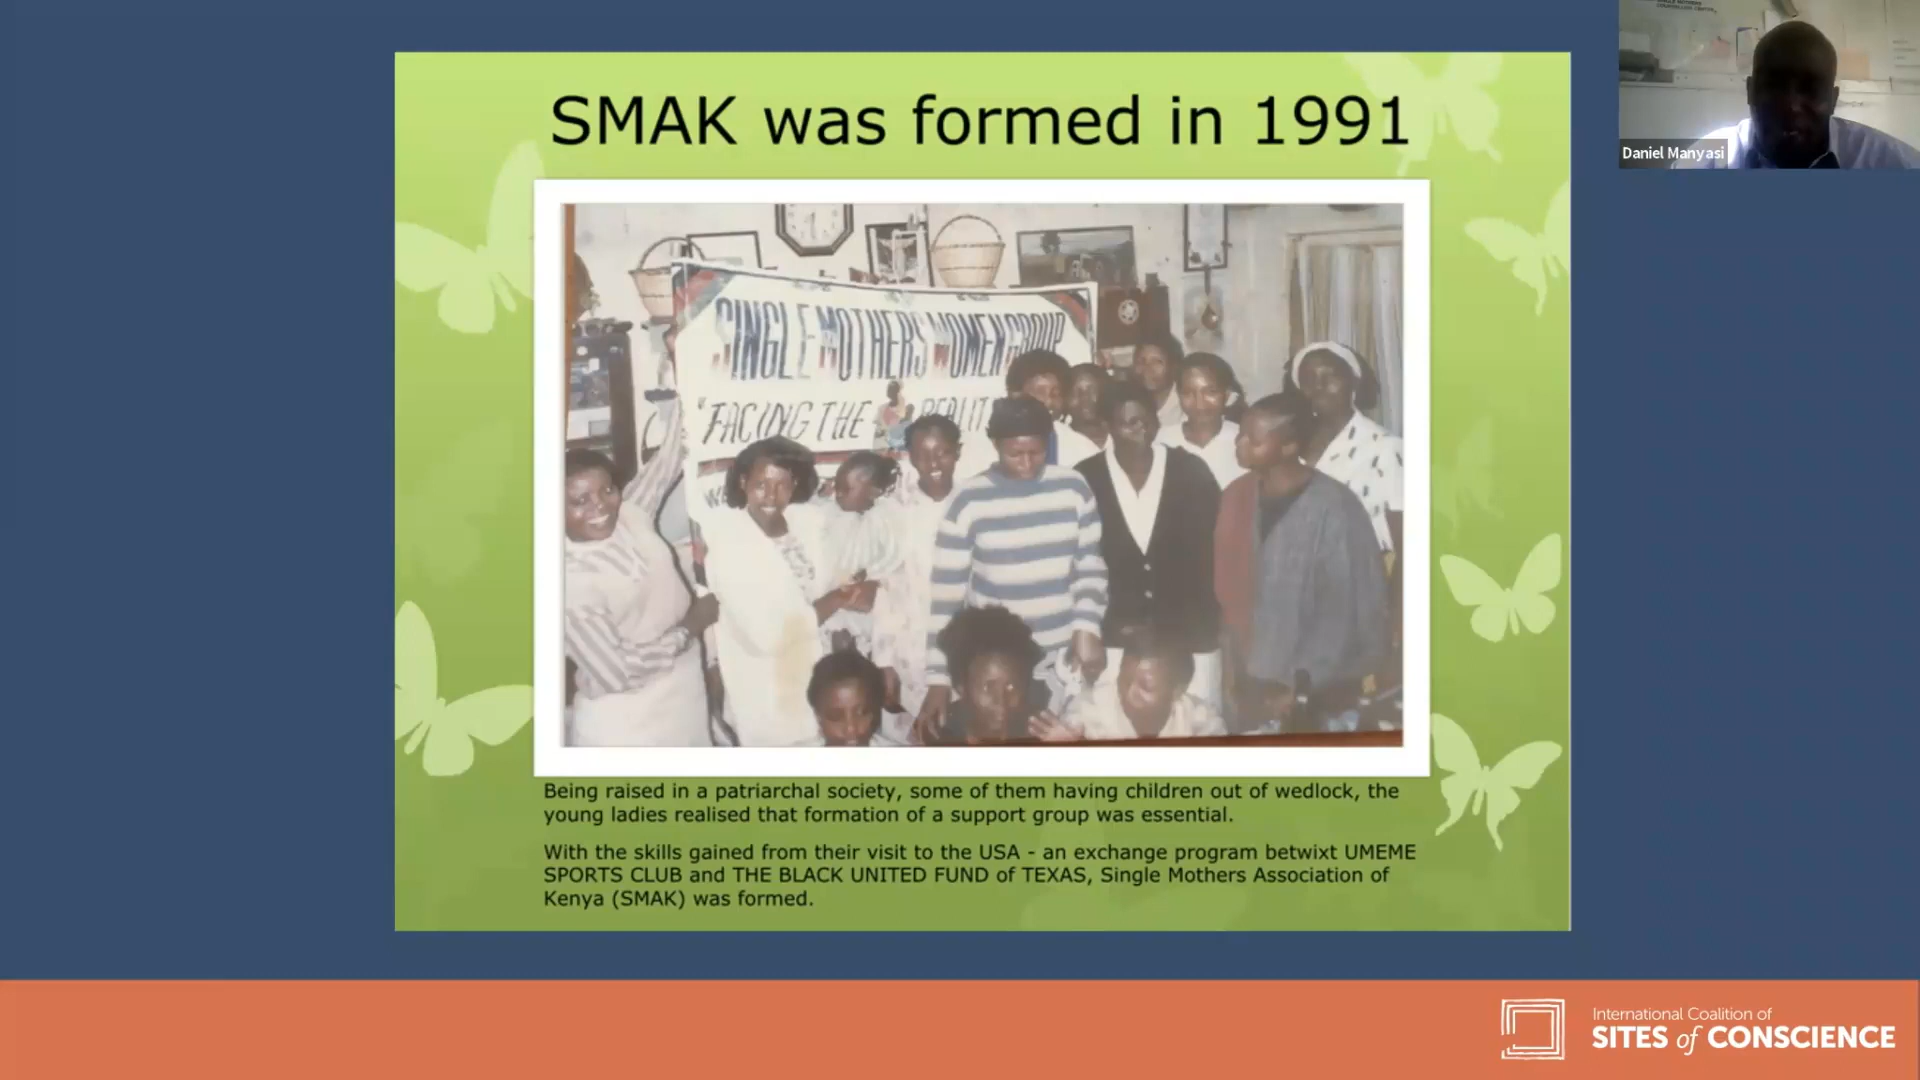 SMAK was formed in 1991
SINGLE MOTHERS WOMEN GROUP
"FACING THE REALIT
Being raised in a patriarchal society, some of them having children out of wedlock, the
young ladies realised that formation of a support group was essential.
With the skills gained from their visit to the USA - an exchange program betwixt UMEME
SPORTS CLUB and THE BLACK UNITED FUND of TEXAS, Single Mothers Association of
Kenya (SMAK) was formed.
Daniel Manyasi
International Coalition of
SITES of CONSCIENCE